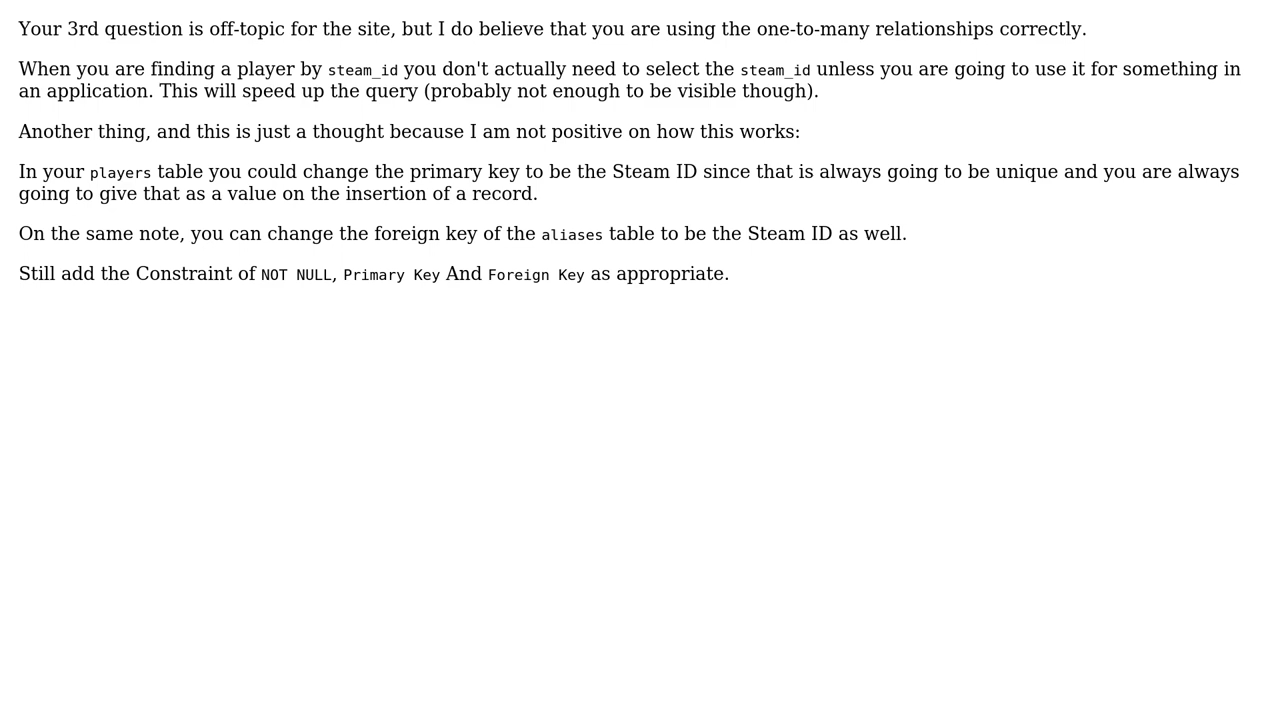 Your 3rd question is off-topic for the site, but I do believe that you are using the one-to-many relationships correctly.
When you are finding a player by steam_id you don't actually need to select the steam_id unless you are going to use it for something in
an application. This will speed up the query (probably not enough to be visible though).
Another thing, and this is just a thought because I am not positive on how this works:
In your players table you could change the primary key to be the Steam ID since that is always going to be unique and you are always
going to give that as a value on the insertion of a record.
On the same note, you can change the foreign key of the aliases table to be the Steam ID as well.
Still add the Constraint of NOT NULL, Primary Key And Foreign Key as appropriate.